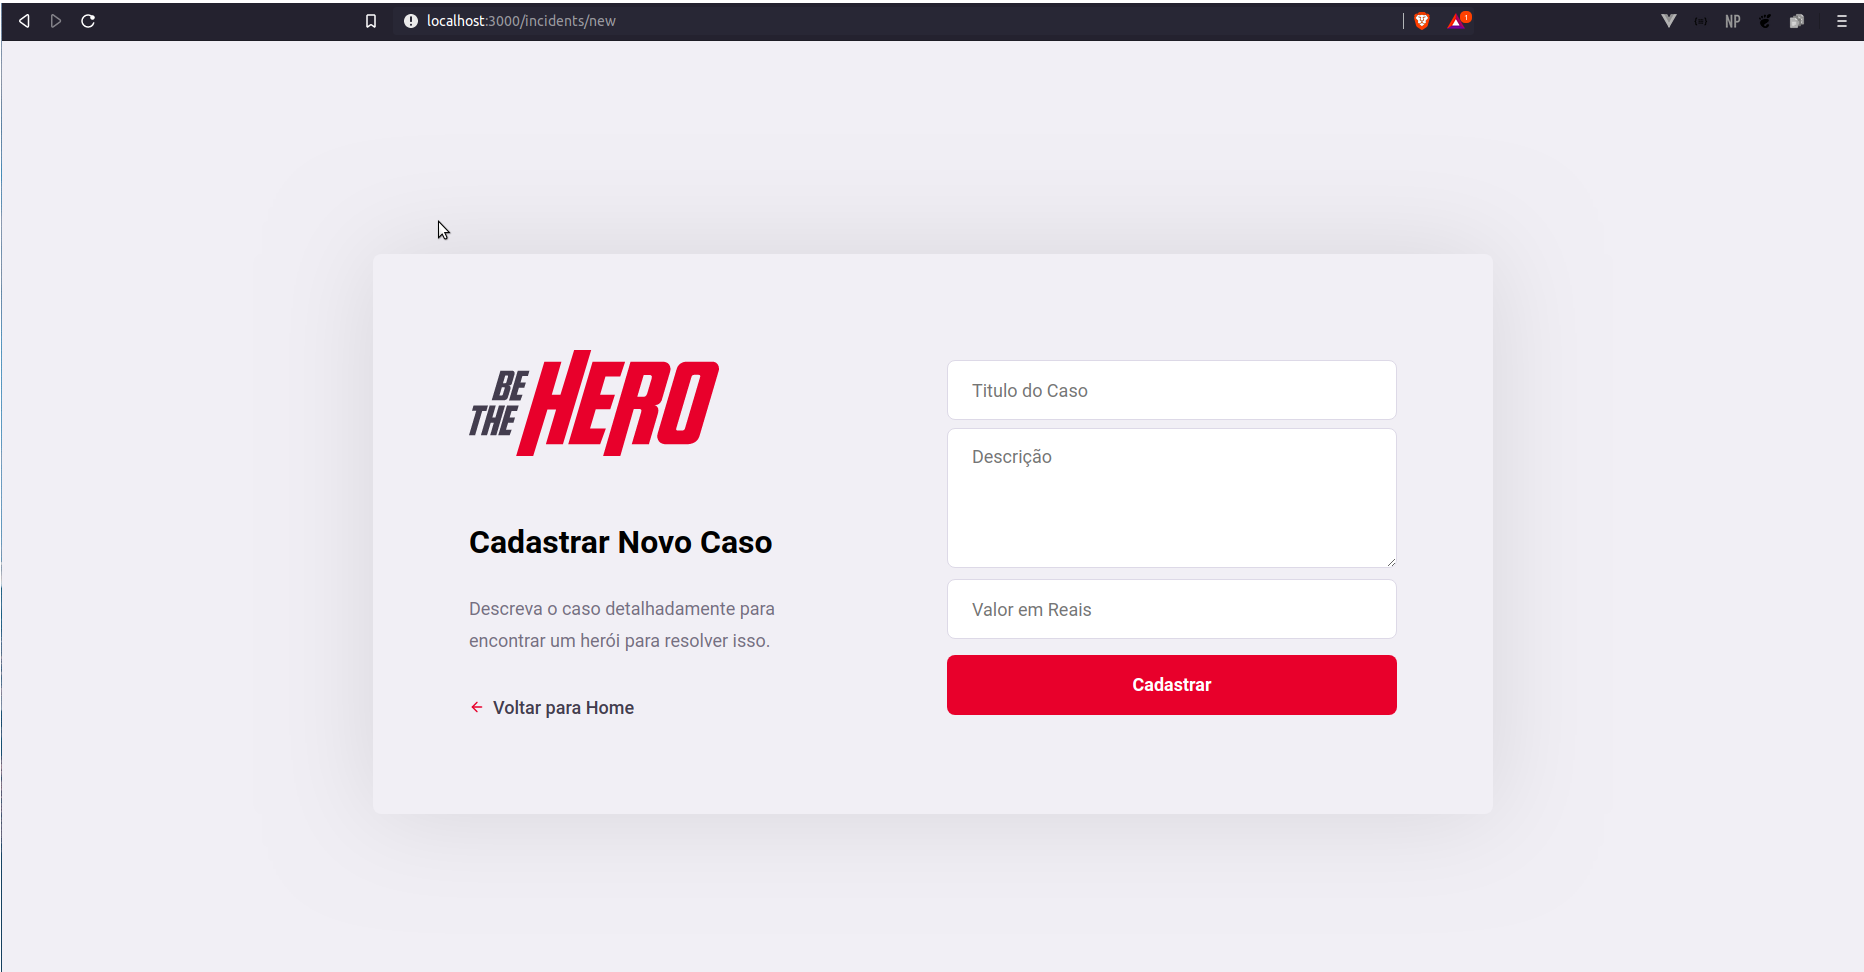 localhost:3000/incidents/new
1
NP
BE
THE
HERO
Titulo do Caso
Descrição
Cadastrar Novo Caso
Descreva o caso detalhadamente para
encontrar um herói para resolver isso.
Valor em Reais
Cadastrar
Voltar para Home